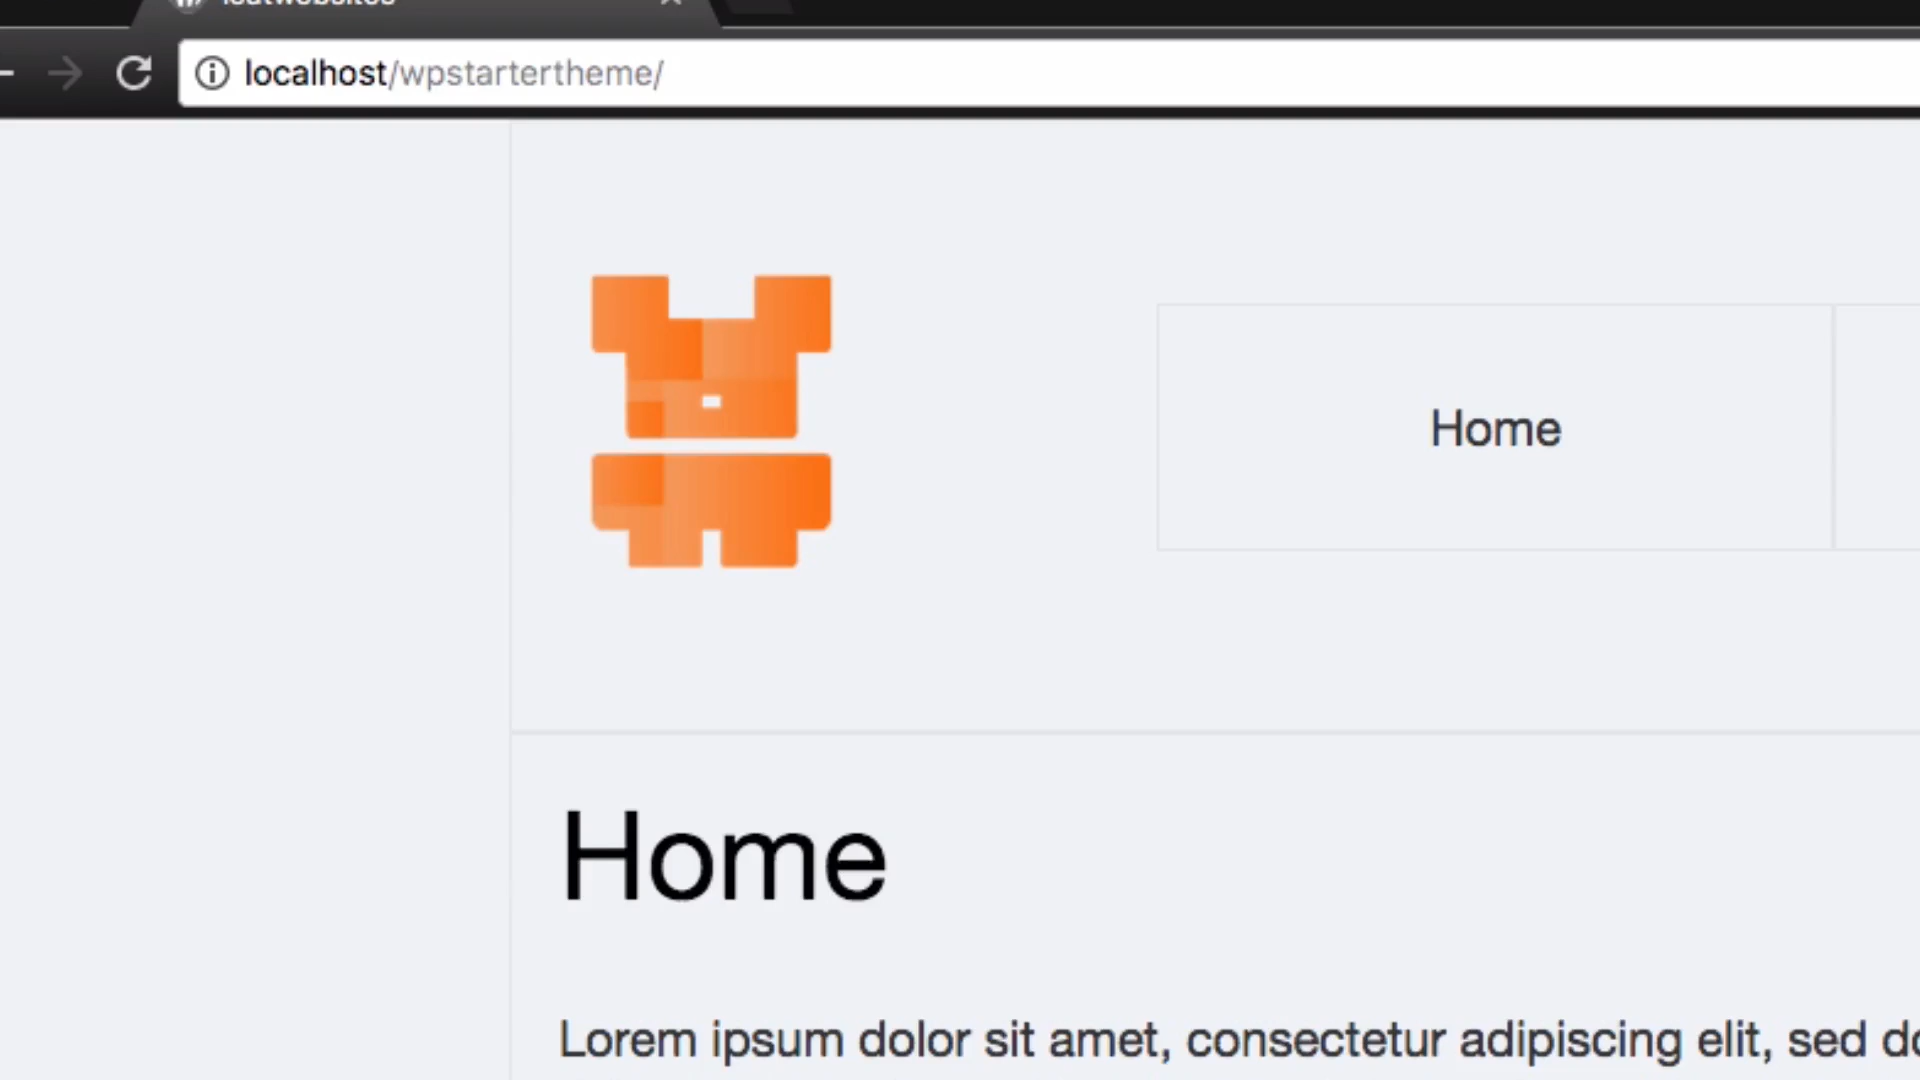 localhost/wpstartertheme/
Home
Home
Lorem ipsum dolor sit amet, consectetur adipiscing elit, sed